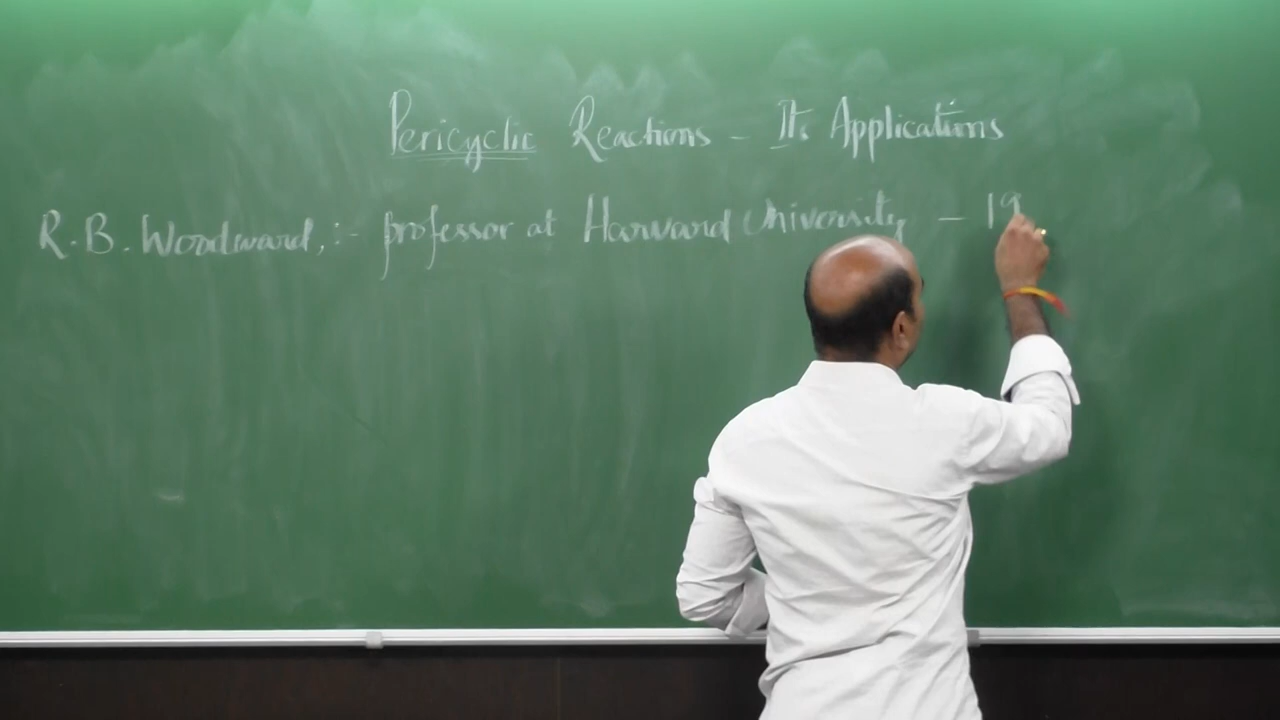 Pericyclic Reactions - Its Applications
R.B. Woodward, :- professor at Harvard University - 19